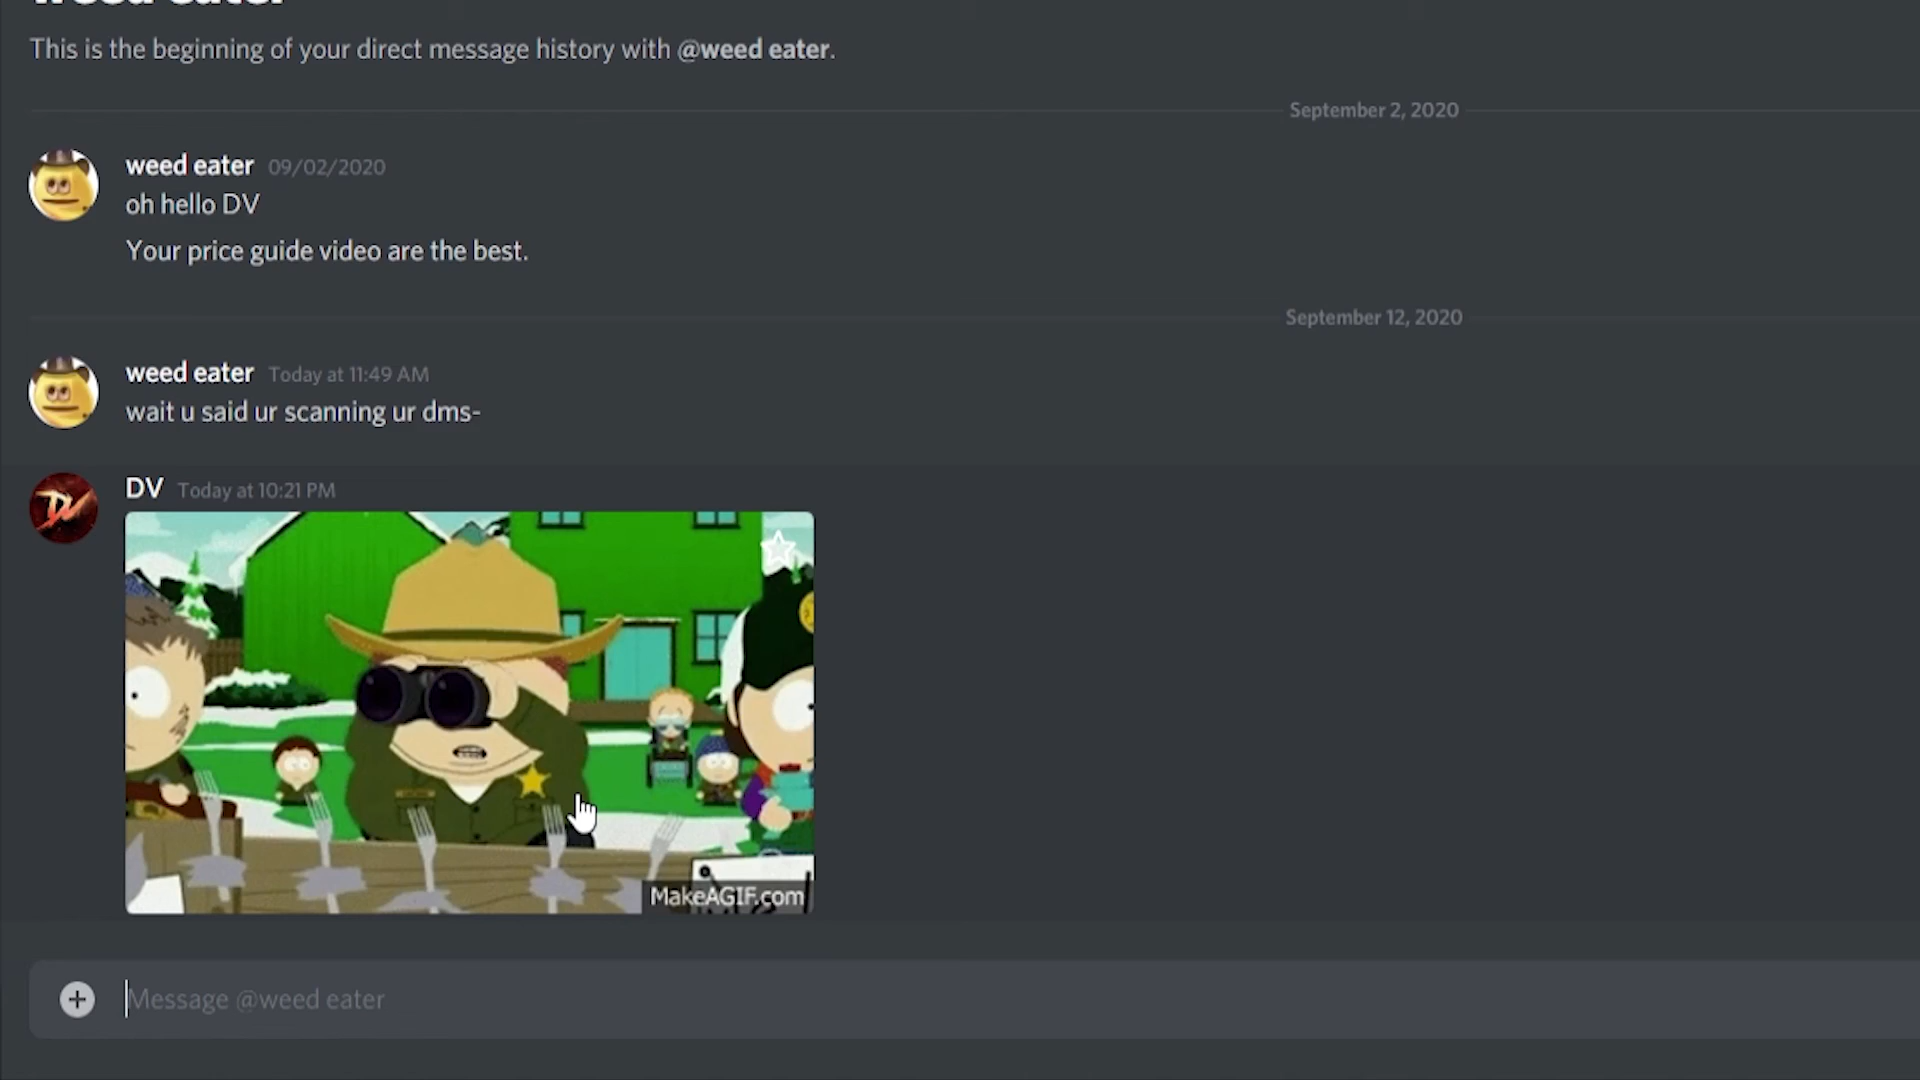 weed eater
This is the beginning of your direct message history with @weed eater.
September 2, 2020
weed eater 09/02/2020
oh hello DV
Your price guide video are the best.
September 12, 2020
weed eater Today at 11:49 AM
wait u said ur scanning ur dms-
DV Today at 10:21 PM
DV
MakeAGIF.com
Message @weed eater